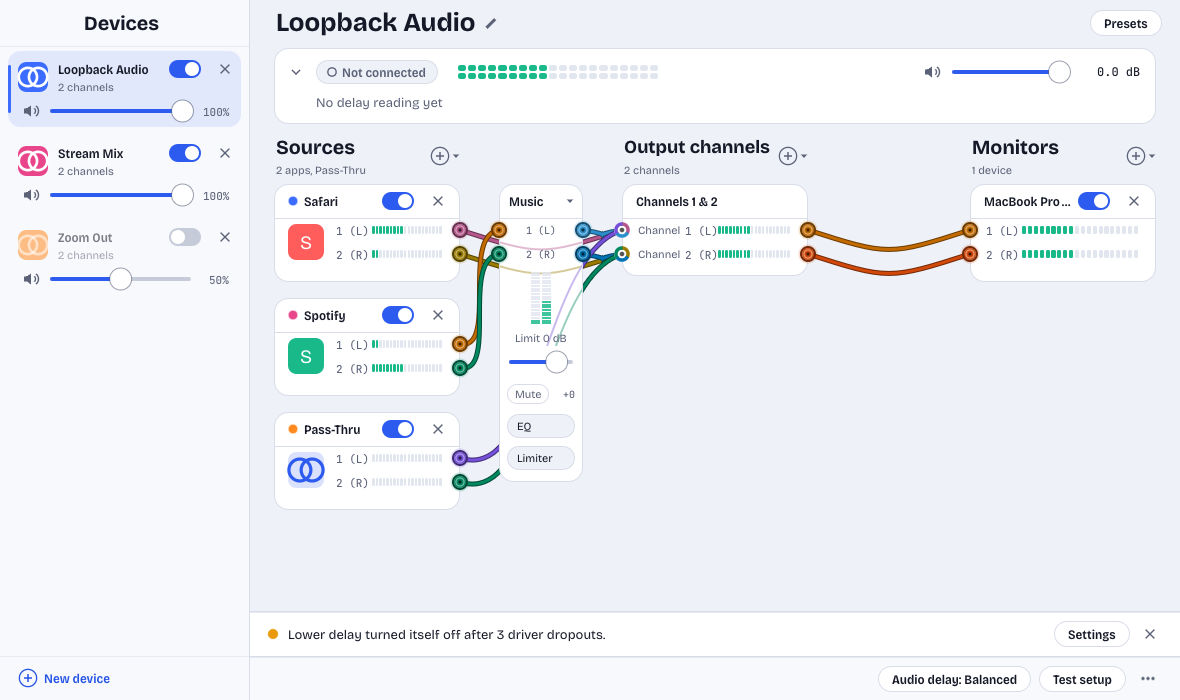 Devices
Loopback Audio
2 channels
100%
Stream Mix
2 channels
100%
Zoom Out
2 channels
50%
New device
Loopback Audio
Presets
Not connected
0.0 dB
No delay reading yet
Sources
2 apps, Pass-Thru
Output channels
2 channels
Monitors
1 device
Safari
S
1 (L)
2 (R)
Spotify
S
1 (L)
2 (R)
Pass-Thru
1 (L)
2 (R)
Music
1 (L)
2 (R)
Limit 0 dB
Mute
+0
EQ
Limiter
Channels 1 & 2
Channel 1 (L)
Channel 2 (R)
MacBook Pro ...
1 (L)
2 (R)
Lower delay turned itself off after 3 driver dropouts.
Settings
Audio delay: Balanced
Test setup